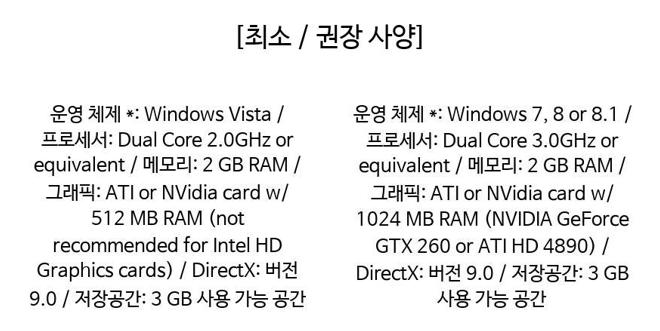 [최소 / 권장 사양]
운영 체제 *: Windows Vista /
프로세서: Dual Core 2.0GHz or
equivalent / 메모리: 2 GB RAM /
그래픽: ATI or NVidia card w/
512 MB RAM (not
recommended for Intel HD
Graphics cards) / DirectX: 버전
9.0 / 저장공간: 3 GB 사용 가능 공간
운영 체제 *: Windows 7, 8 or 8.1 /
프로세서: Dual Core 3.0GHz or
equivalent / 메모리: 2 GB RAM /
그래픽: ATI or NVidia card w/
1024 MB RAM (NVIDIA GeForce
GTX 260 or ATI HD 4890) /
DirectX: 버전 9.0 / 저장공간: 3 GB
사용 가능 공간